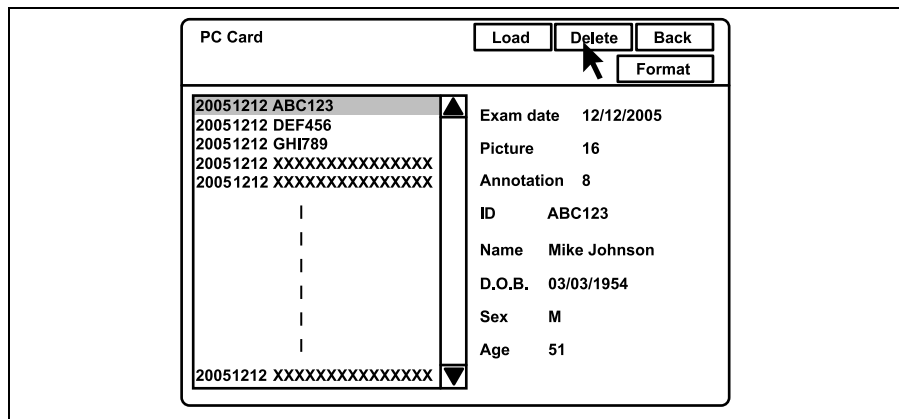 PC Card Load Delete Back
Format
20051212 ABC123
20051212 DEF456
20051212 GHI789
20051212 XXXXXXXXXXXXXXX
20051212 XXXXXXXXXXXXXXX
20051212 XXXXXXXXXXXXXXX
Exam date 12/12/2005
Picture 16
Annotation 8
ID ABC123
Name Mike Johnson
D.O.B. 03/03/1954
Sex M
Age 51